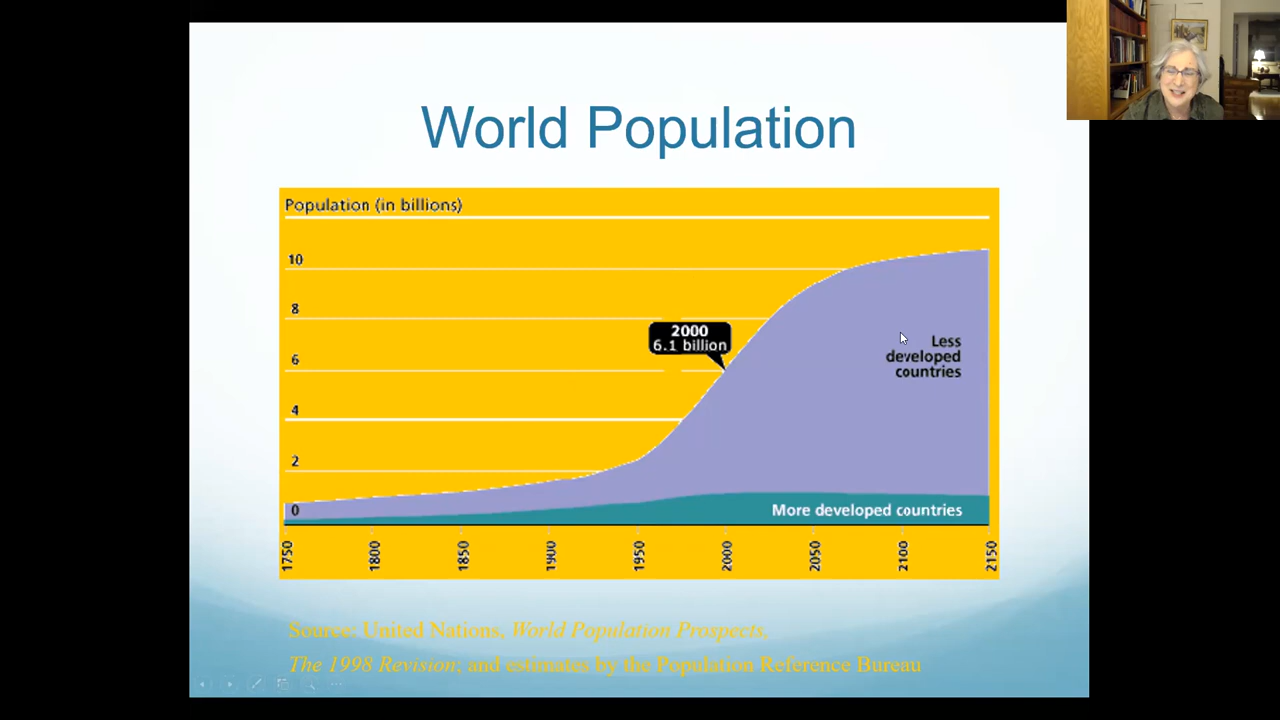 World Population
Population (in billions)
10
8
6
4
2
0
2000
6.1 billion
Less
developed
countries
More developed countries
1750
1800
1850
1900
1950
2000
2050
2100
2150
Source: United Nations, World Population Prospects,
The 1998 Revision; and estimates by the Population Reference Bureau